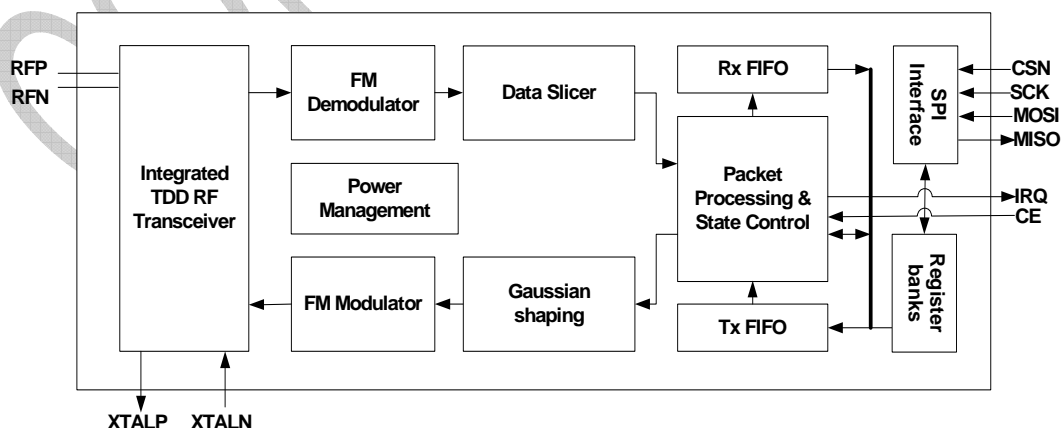 RFP
RFN
Integrated
TDD RF
Transceiver
FM
Demodulator
Data Slicer
Power
Management
FM Modulator
Gaussian
shaping
Rx FIFO
Packet
Processing &
State Control
Tx FIFO
SPI
Interface
Register
banks
CSN
SCK
MOSI
MISO
IRQ
CE
XTALP
XTALN